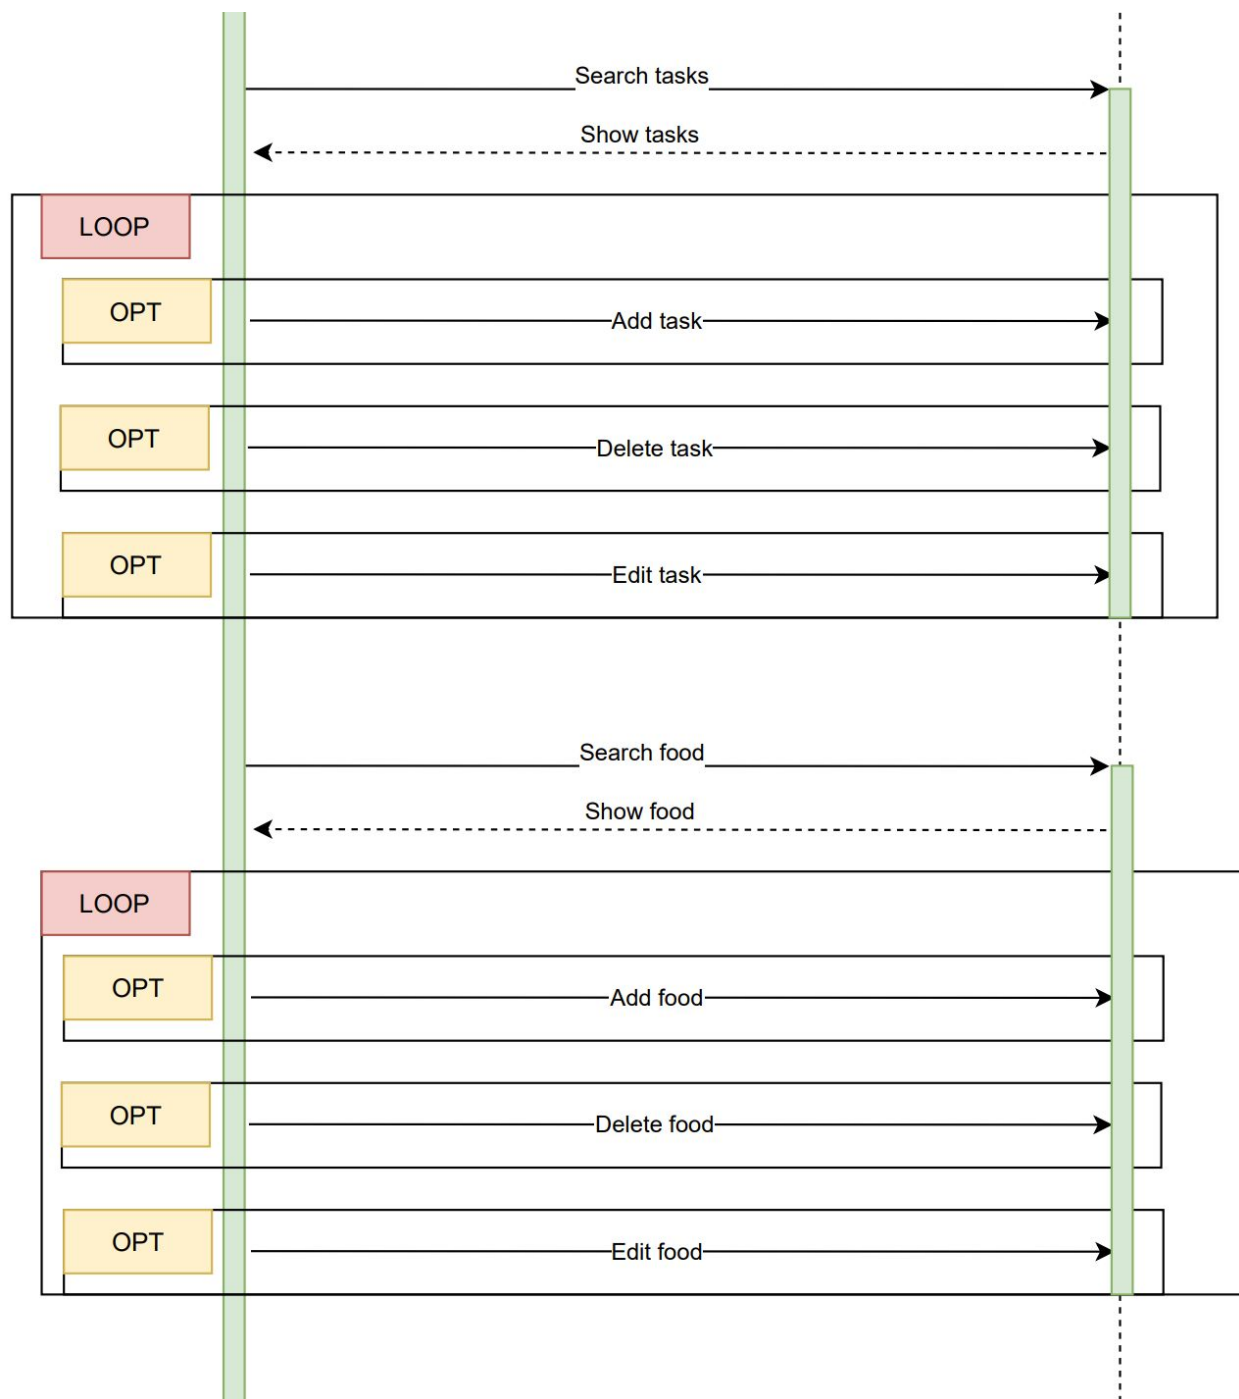 Search tasks
Show tasks
LOOP
OPT
Add task
OPT
Delete task
OPT
Edit task
Search food
Show food
LOOP
OPT
Add food
OPT
Delete food
OPT
Edit food